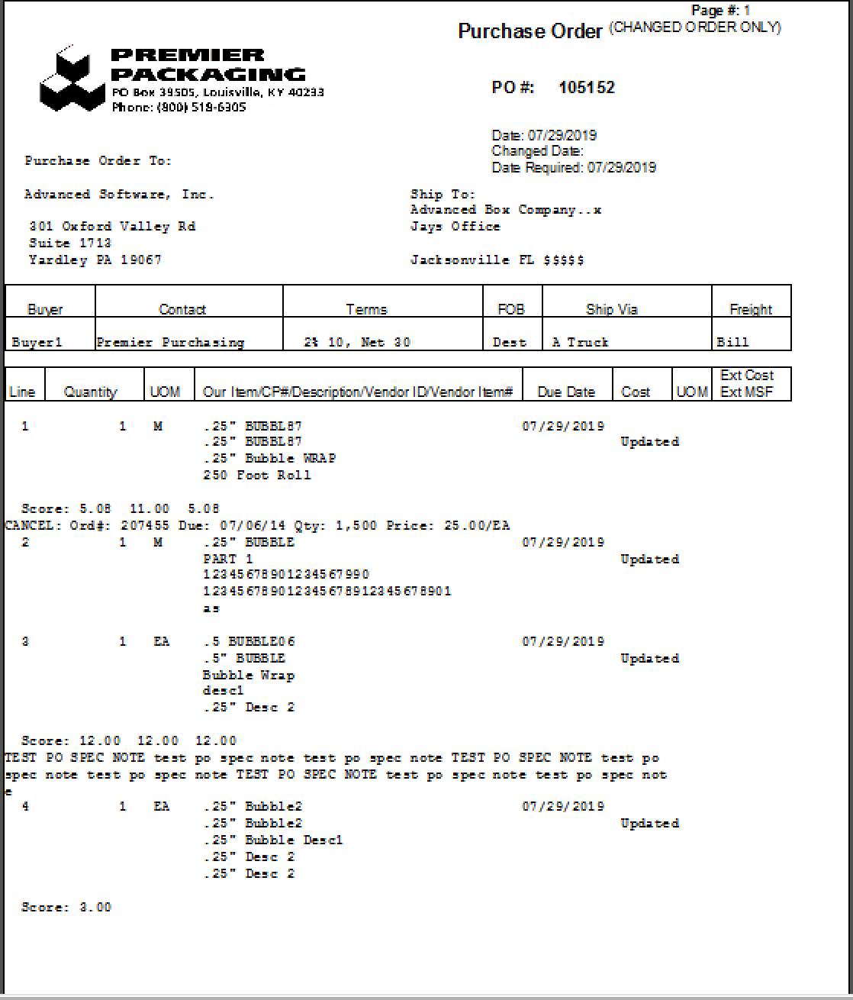 Page #: 1
Purchase Order (CHANGED ORDER ONLY)
PREMIER
PACKAGING
PO Box 39505, Louisville, KY 40233
Phone: (800) 519-6305
PO #: 105152
Date: 07/29/2019
Changed Date:
Date Required: 07/29/2019
Purchase Order To:
Advanced Software, Inc.
301 Oxford Valley Rd
Suite 1713
Yardley PA 19067
Ship To:
Advanced Box Company..x
Jays Office
Jacksonville FL $$$$$
Buyer Contact Terms FOB Ship Via Freight
Buyer1 Premier Purchasing 2% 10, Net 30 Dest A Truck Bill
Line Quantity UOM Our Item/CP#/Description/Vendor ID/Vendor Item# Due Date Cost UOM Ext Cost
Ext MSF
1 1 M .25" BUBBL87 07/29/2019
.25" BUBBL87 Updated
.25" Bubble WRAP
250 Foot Roll
Score: 5.08 11.00 5.08
CANCEL: Ord#: 207455 Due: 07/06/14 Qty: 1,500 Price: 25.00/EA
2 1 M .25" BUBBLE 07/29/2019
PART 1 Updated
12345678901234567990
123456789012345678912345678901
as
3 1 EA .5 BUBBLE06 07/29/2019
.5" BUBBLE Updated
Bubble Wrap
desc1
.25" Desc 2
Score: 12.00 12.00 12.00
TEST PO SPEC NOTE test po spec note test po spec note TEST PO SPEC NOTE test po
spec note test po spec note TEST PO SPEC NOTE test po spec note test po spec not
e
4 1 EA .25" Bubble2 07/29/2019
.25" Bubble2 Updated
.25" Bubble Desc1
.25" Desc 2
.25" Desc 2
Score: 3.00